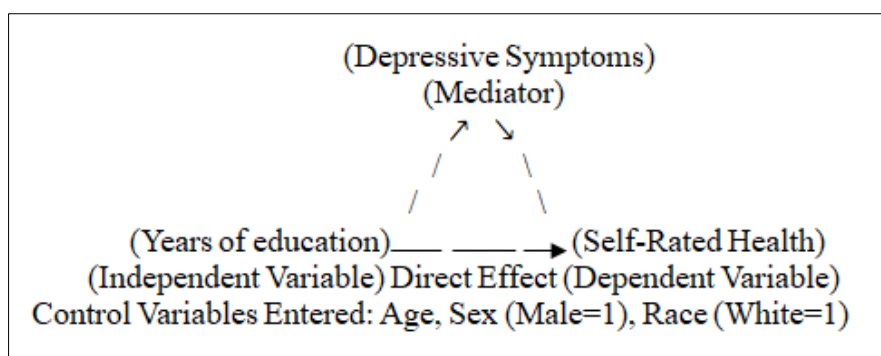 (Depressive Symptoms)
(Mediator)
(Years of education) (Self-Rated Health)
(Independent Variable) Direct Effect (Dependent Variable)
Control Variables Entered: Age, Sex (Male=1), Race (White=1)